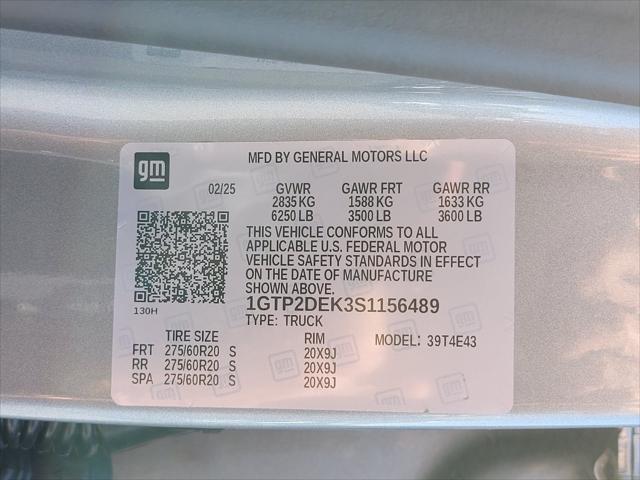 gm
MFD BY GENERAL MOTORS LLC
02/25 GVWR GAWR FRT GAWR RR
2835 KG 1588 KG 1633 KG
6250 LB 3500 LB 3600 LB
THIS VEHICLE CONFORMS TO ALL
APPLICABLE U.S. FEDERAL MOTOR
VEHICLE SAFETY STANDARDS IN EFFECT
ON THE DATE OF MANUFACTURE
SHOWN ABOVE.
1GTP2DEK3S1156489
130H
TYPE: TRUCK
TIRE SIZE RIM MODEL: 39T4E43
FRT 275/60R20 S 20X9J
RR 275/60R20 S 20X9J
SPA 275/60R20 S 20X9J